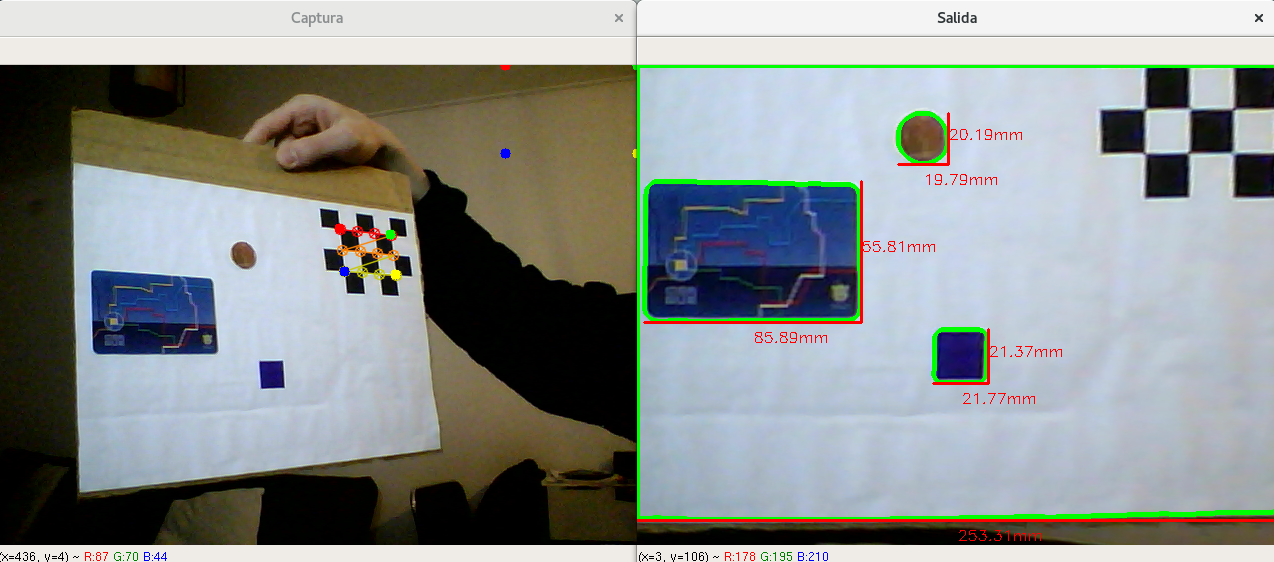 Captura
×
Salida
×
20.19mm
19.79mm
55.81mm
85.89mm
21.37mm
21.77mm
253.31mm
(x=436, y=4) ~ R:87 G:70 B:44
(x=3, y=106) ~ R:178 G:195 B:210